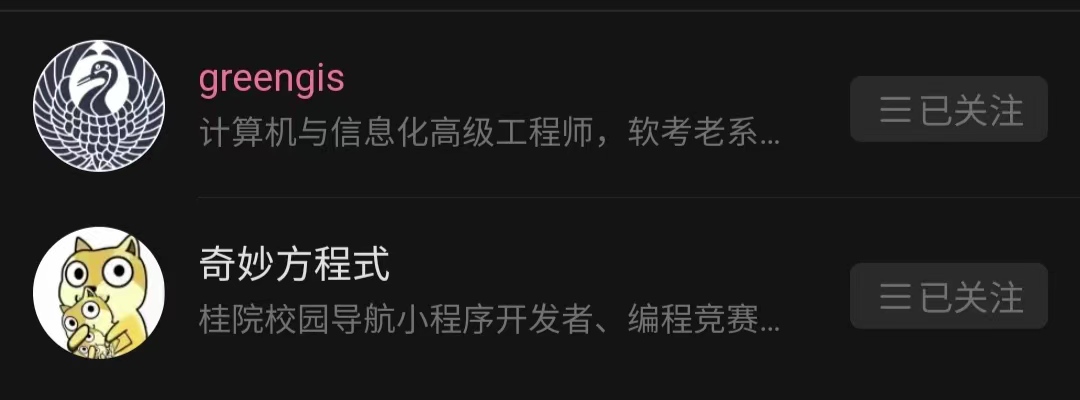 greengis
计算机与信息化高级工程师，软考老系...
已关注
奇妙方程式
桂院校园导航小程序开发者、编程竞赛...
已关注